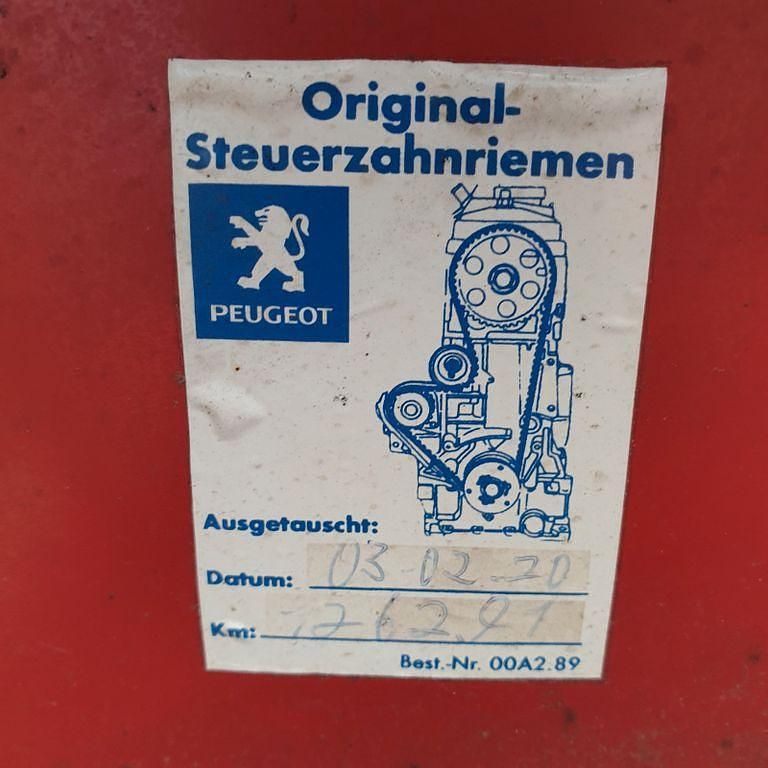 Original-
Steuerzahnriemen
PEUGEOT
Ausgetauscht:
Datum: 03-02-20
Km:
Best.-Nr. 00A2.89